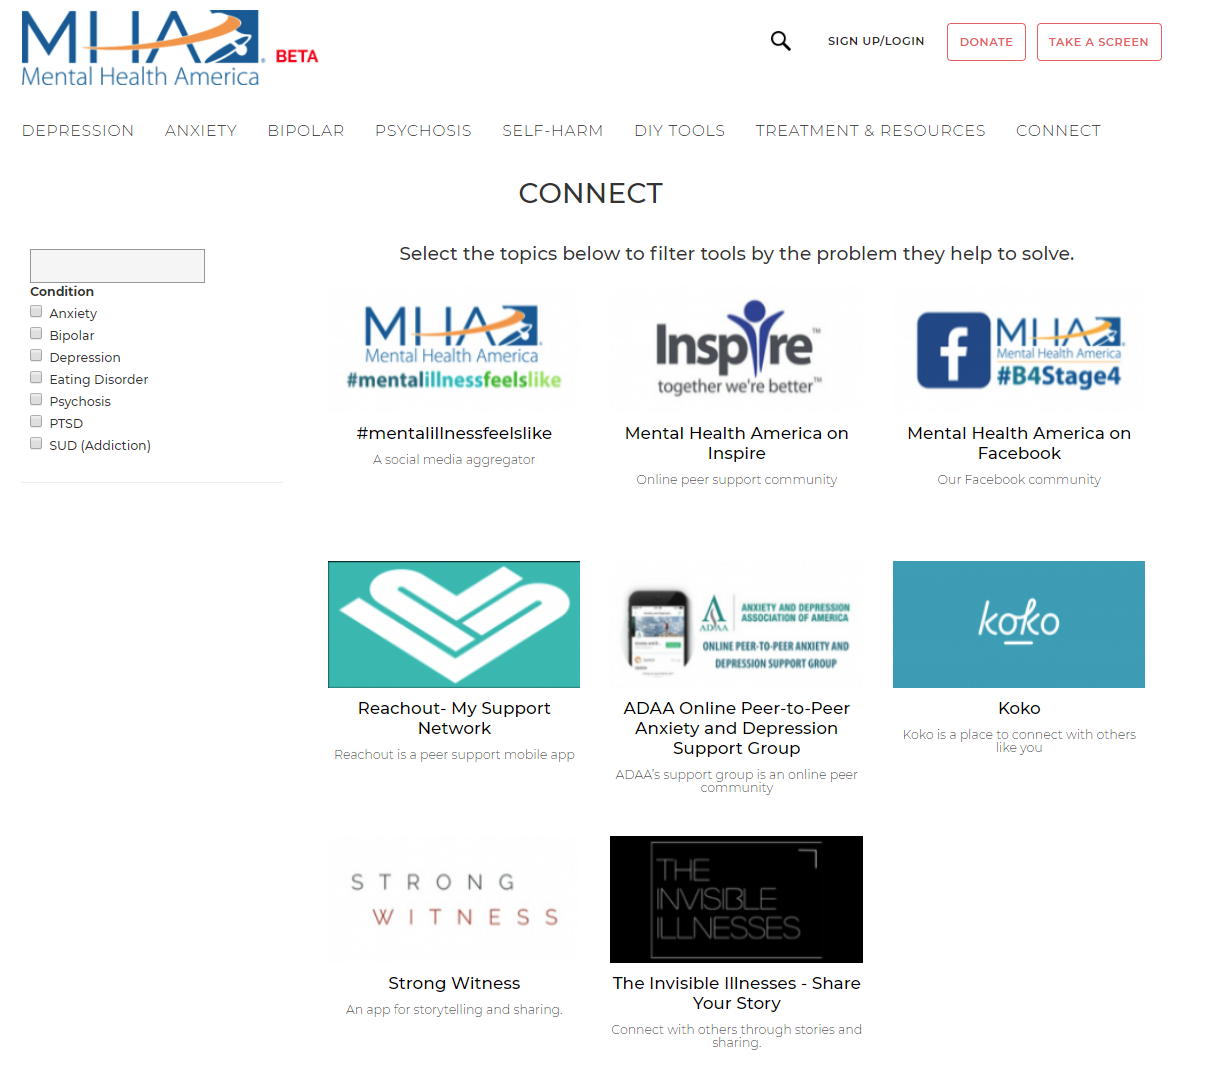 MHA
Mental Health America
BETA
SIGN UP/LOGIN
DONATE
TAKE A SCREEN
DEPRESSION ANXIETY BIPOLAR PSYCHOSIS SELF-HARM DIY TOOLS TREATMENT & RESOURCES CONNECT
CONNECT
Select the topics below to filter tools by the problem they help to solve.
Condition
Anxiety
Bipolar
Depression
Eating Disorder
Psychosis
PTSD
SUD (Addiction)
MHA
Mental Health America
#mentalillnessfeelslike
#mentalillnessfeelslike
A social media aggregator
Inspire™
together we're better™
Mental Health America on
Inspire
Online peer support community
f
MHA
Mental Health America
#B4Stage4
Mental Health America on
Facebook
Our Facebook community
Reachout- My Support
Network
Reachout is a peer support mobile app
ADAA
ANXIETY AND DEPRESSION
ASSOCIATION OF AMERICA
ONLINE PEER-TO-PEER ANXIETY AND
DEPRESSION SUPPORT GROUP
ADAA Online Peer-to-Peer
Anxiety and Depression
Support Group
ADAA's support group is an online peer
community
koko
Koko
Koko is a place to connect with others
like you
STRONG
WITNESS
Strong Witness
An app for storytelling and sharing.
THE
INVISIBLE
ILLNESSES
The Invisible Illnesses - Share
Your Story
Connect with others through stories and
sharing.